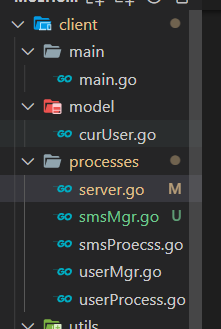 client
main
main.go
model
curUser.go
processes
server.go M
smsMgr.go U
smsProecss.go
userMgr.go
userProcess.go
utils